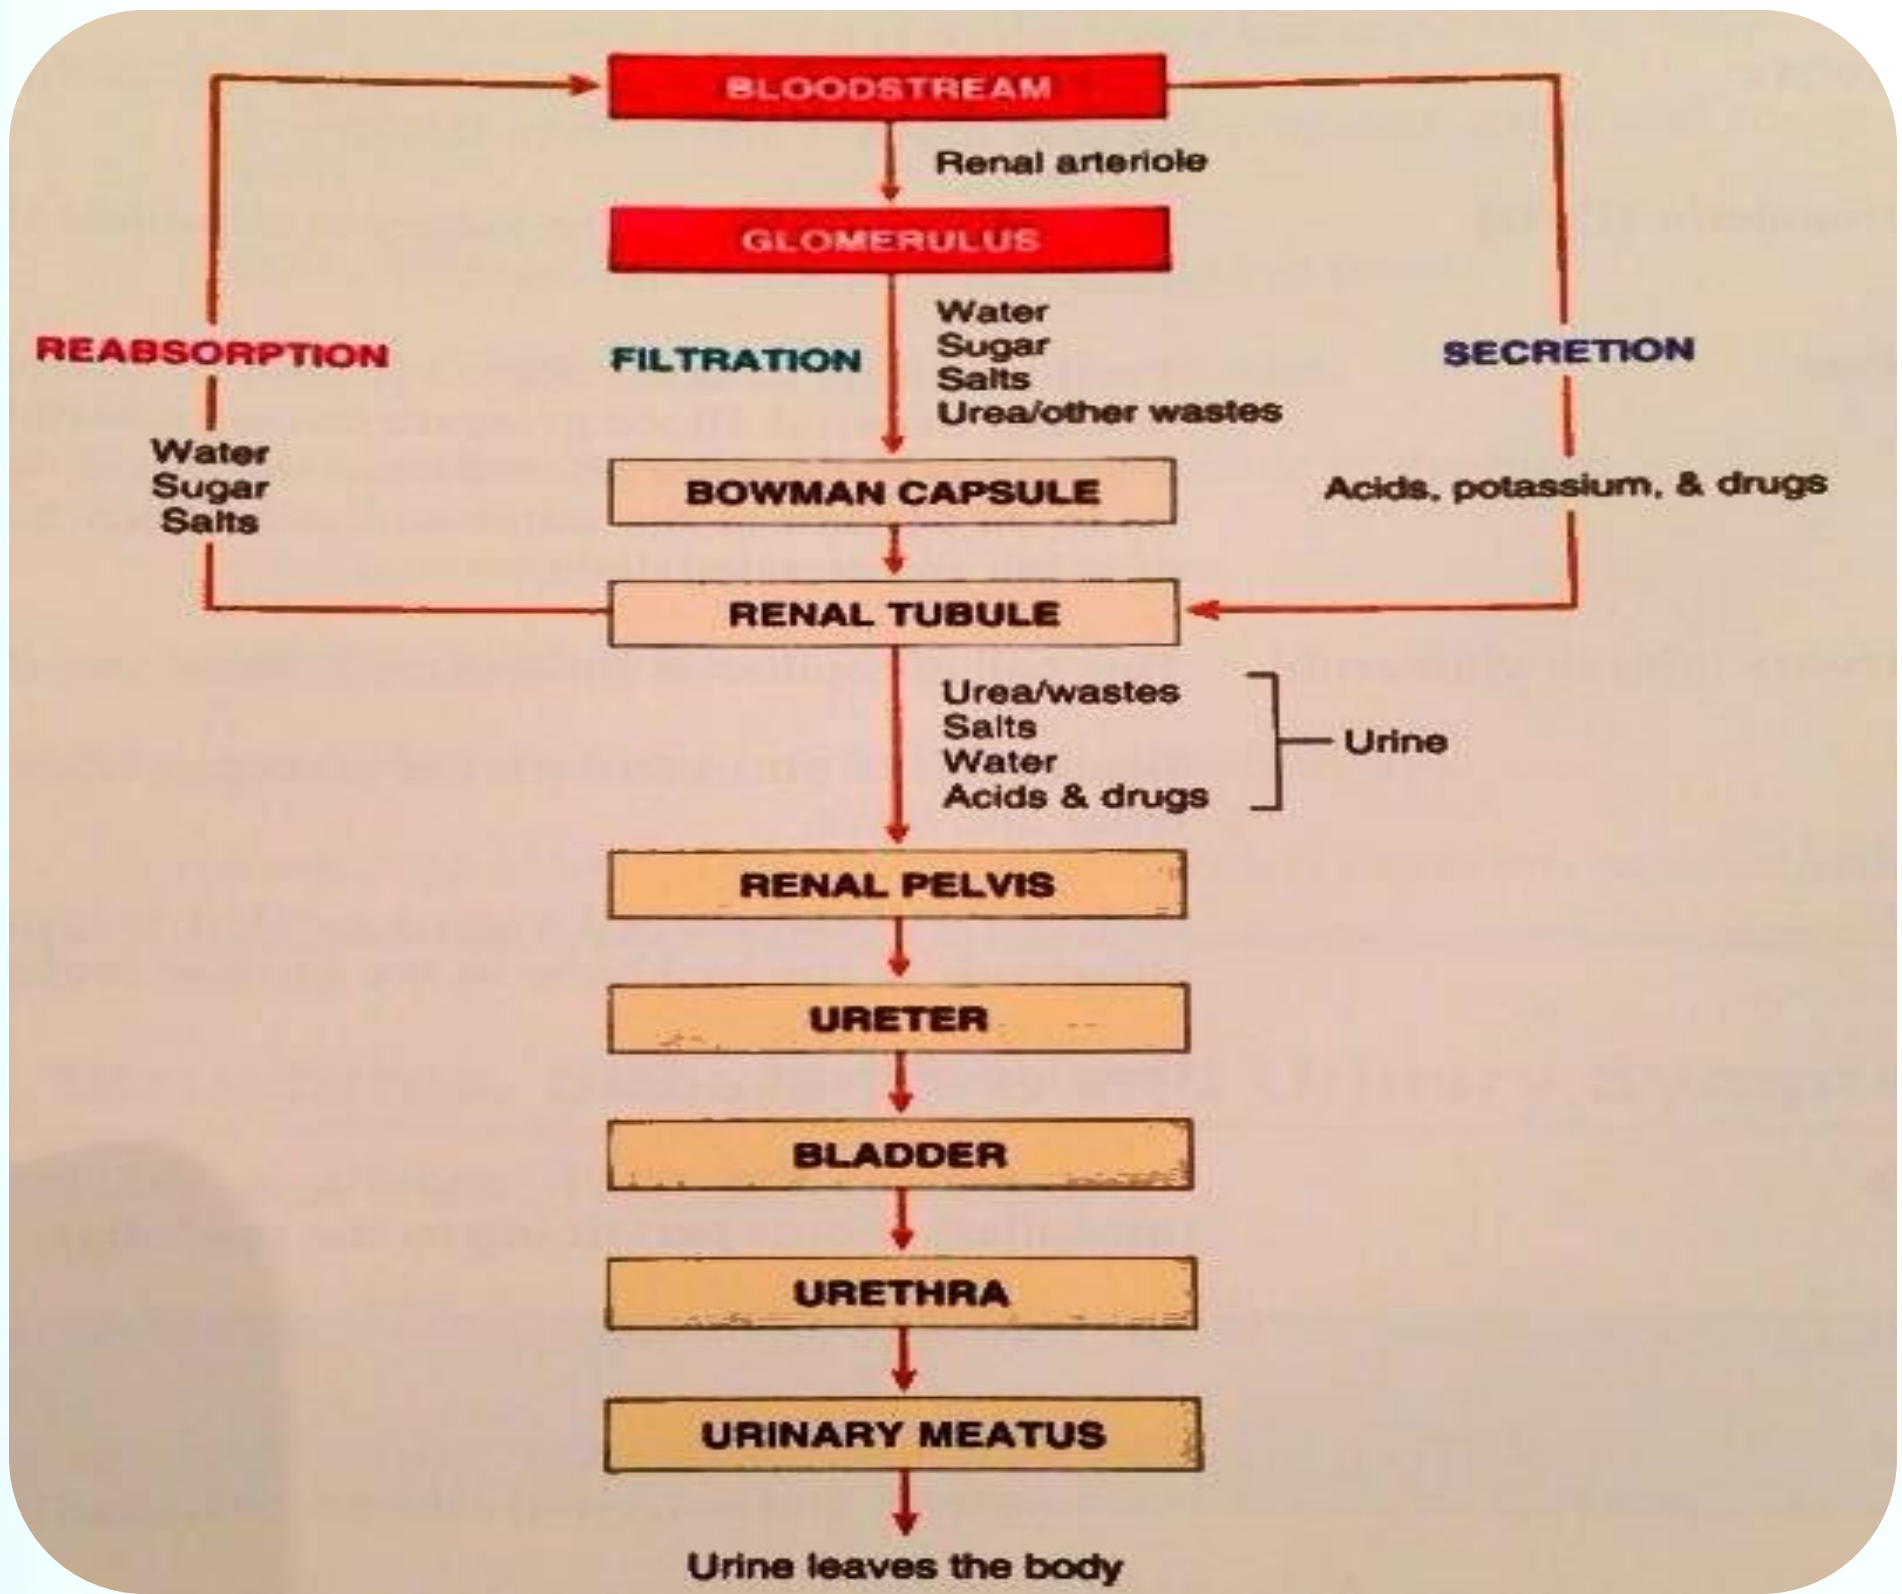 BLOODSTREAM
Renal arteriole
GLOMERULUS
REABSORPTION
FILTRATION
Water
Sugar
Salts
Urea/other wastes
SECRETION
Water
Sugar
Salts
BOWMAN CAPSULE
Acids, potassium, & drugs
RENAL TUBULE
Urea/wastes
Salts
Water
Acids & drugs
Urine
RENAL PELVIS
URETER
BLADDER
URETHRA
URINARY MEATUS
Urine leaves the body